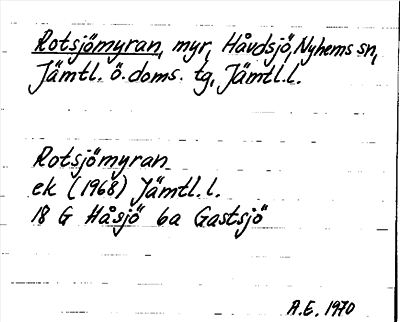 Rotsjömyran, myr, Håvdsjö, Nyhems sn,
Jämtl. ö. doms. tg, Jämtl.l.
Rotsjömyran
ek (1968) Jämtl. l.
18 G Håsjö 6a Gastsjö
A.E. 1970